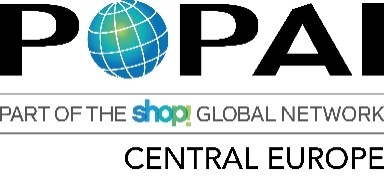 POPAI
PART OF THE shop! GLOBAL NETWORK
CENTRAL EUROPE